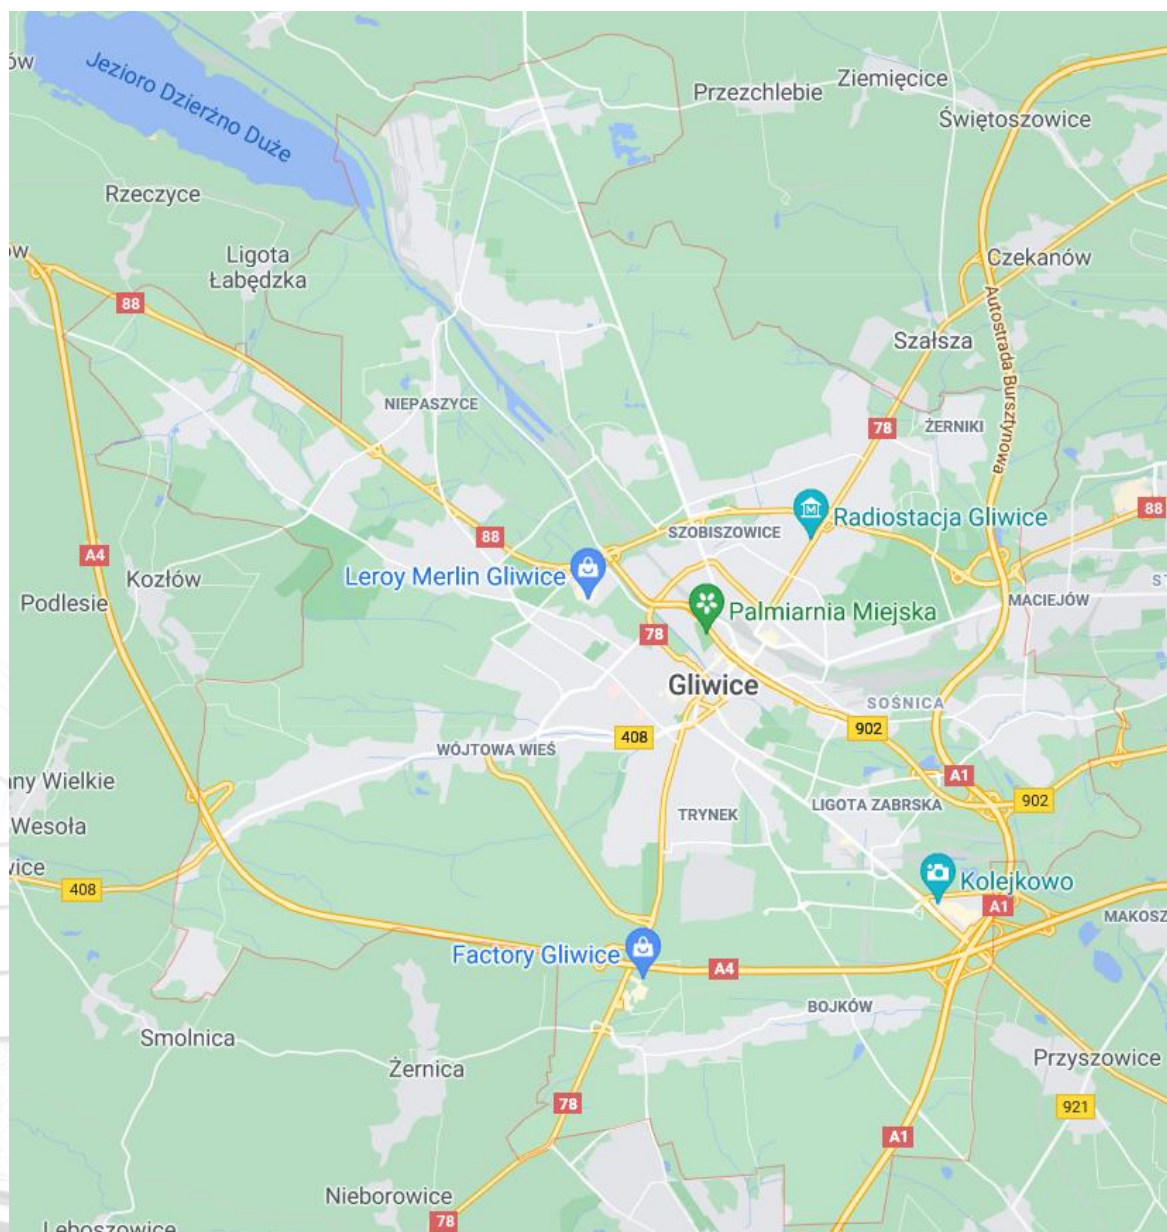 Jezioro Dzierżno Duże
Przezchlebie
Ziemięcice
Świętoszowice
Rzeczyce
Ligota
Łabędzka
Czekanów
88
Autostrada Bursztynowa
Szałsza
NIEPASZYCE
78
ŻERNIKI
88
Radiostacja Gliwice
88
SZOBISZOWICE
A4
Leroy Merlin Gliwice
Kozłów
Podlesie
MACIEJÓW
Palmiarnia Miejska
78
Gliwice
SOŚNICA
902
408
WÓJTOWA WIEŚ
A1
902
LIGOTA ZABRSKA
TRYNEK
Wesoła
408
Kolejkowo
A1
Factory Gliwice
A4
BOJKÓW
Smolnica
Żernica
Przyszowice
78
921
A1
Nieborowice
78